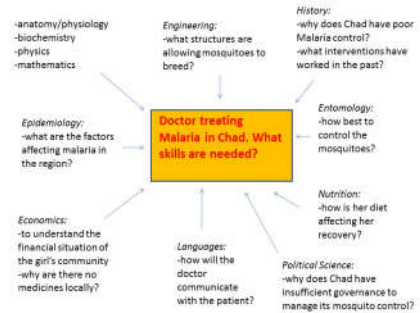 -anatomy/physiology
-biochemistry
-physics
-mathematics
Engineering:
-what structures are
allowing mosquitoes to
breed?
History:
-why does Chad have poor
Malaria control?
-what interventions have
worked in the past?
Epidemiology:
-what are the factors
affecting malaria in
the region?
Doctor treating
Malaria in Chad. What
skills are needed?
Entomology:
-how best to
control the
mosquitoes?
Nutrition:
-how is her diet
affecting her
recovery?
Economics:
-to understand the
financial situation of
the girl's community
-why are there no
medicines locally?
Languages:
-how will the
doctor
communicate
with the patient?
Political Science:
-why does Chad have
insufficient governance to
manage its mosquito control?